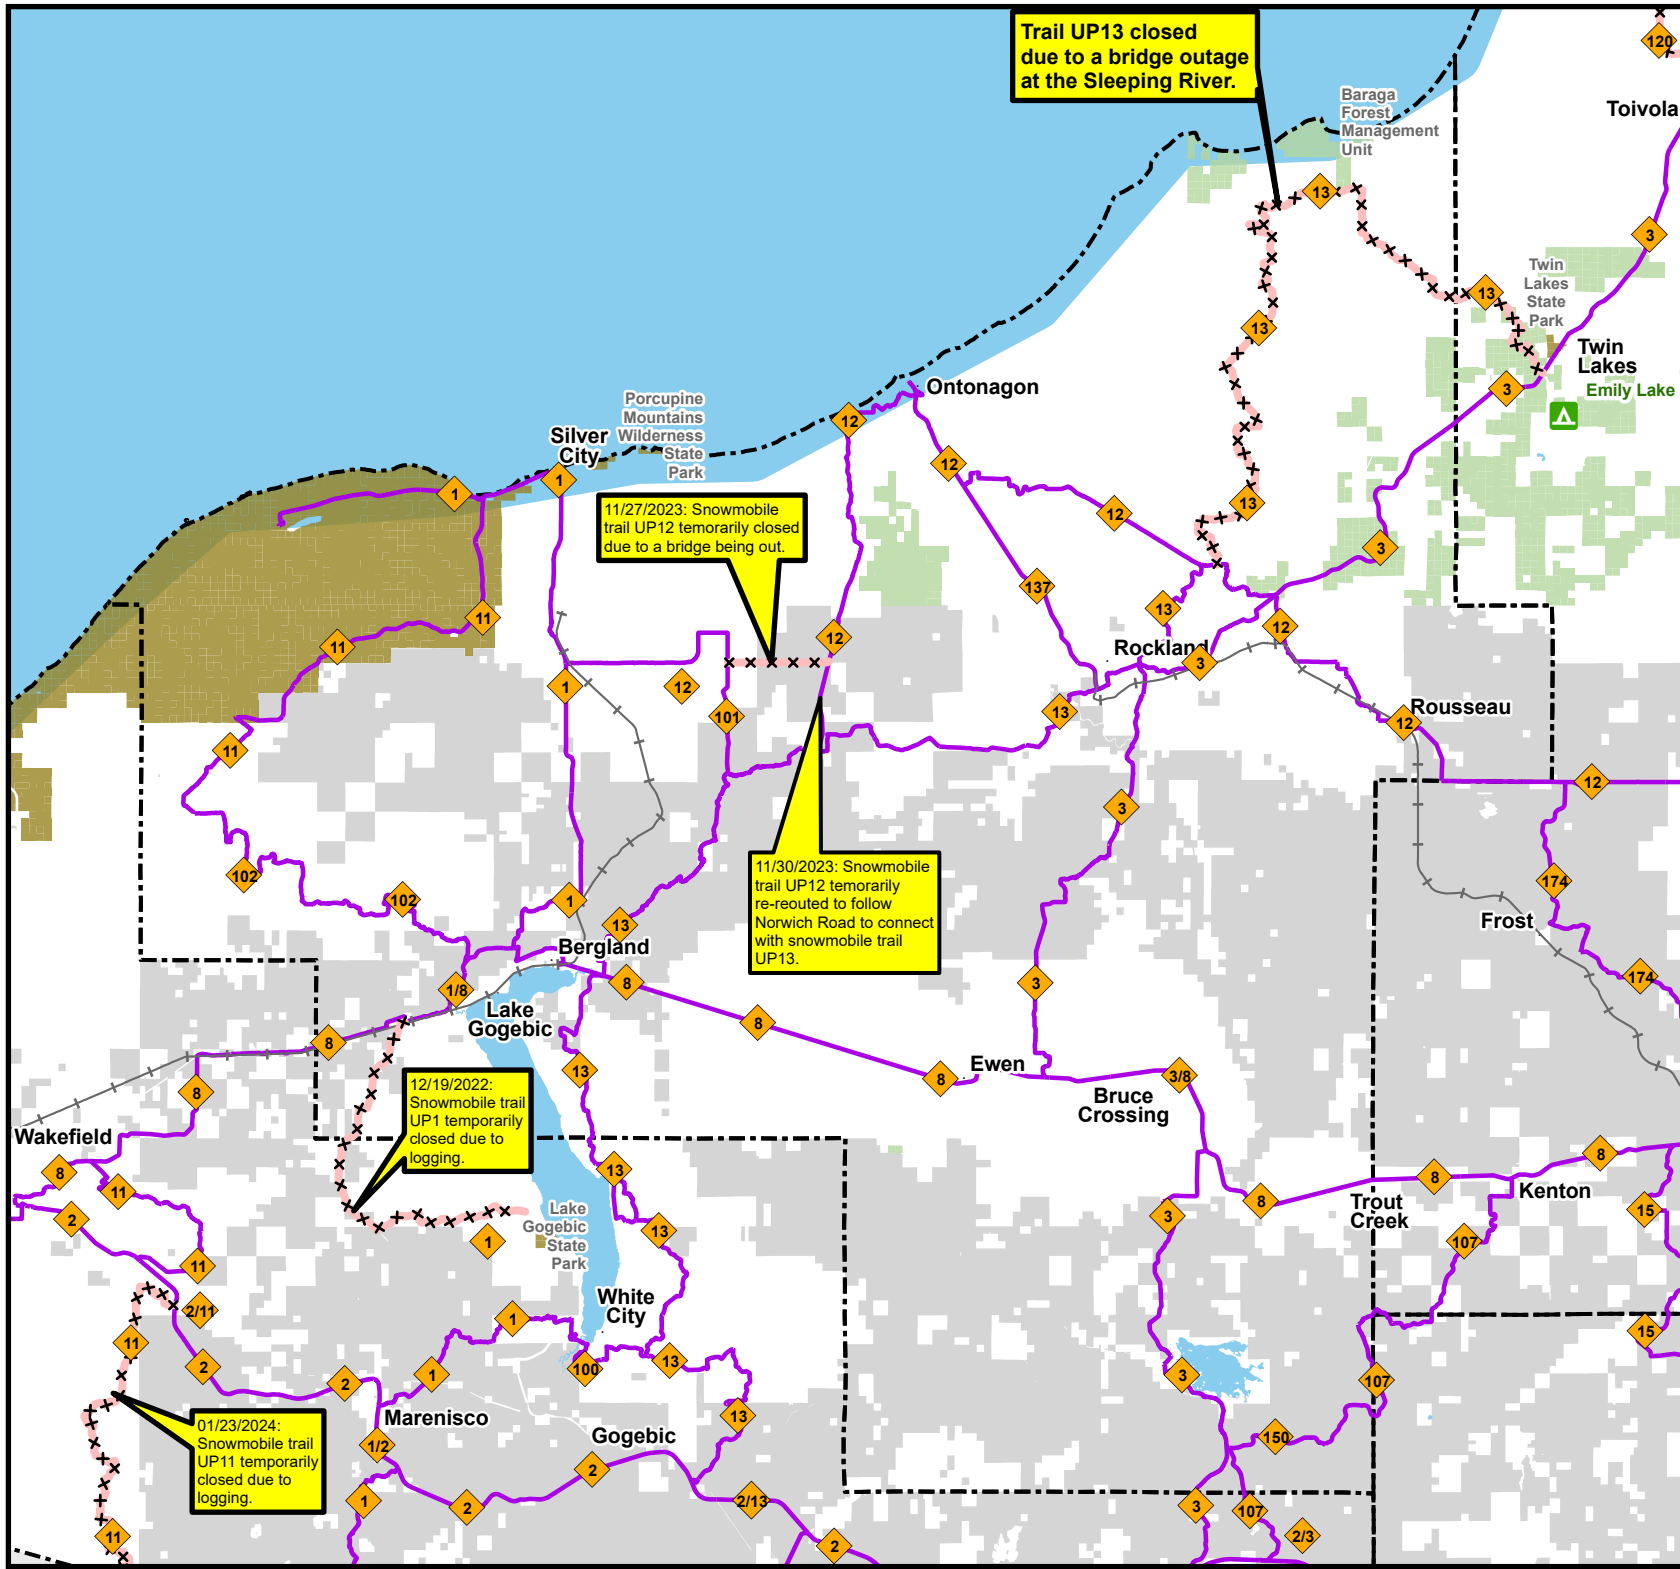 Trail UP13 closed
due to a bridge outage
at the Sleeping River.
120
Baraga
Forest
Management
Unit
Toivola
13
3
Twin
Lakes
State
Park
13
13
Twin
Lakes
3
Emily Lake
Ontonagon
Porcupine
Mountains
Wilderness
State
Park
12
Silver
City
12
1
1
13
12
11/27/2023: Snowmobile
trail UP12 temorarily closed
due to a bridge being out.
3
137
13
11
12
12
11
Rockland
3
1
12
101
13
Rousseau
12
11
12
3
11/30/2023: Snowmobile
trail UP12 temorarily
re-reouted to follow
Norwich Road to connect
with snowmobile trail
UP13.
102
174
102
1
13
Frost
Bergland
174
8
3
1/8
Lake
Gogebic
8
8
Ewen
13
8
3/8
12/19/2022:
Snowmobile trail
UP1 temporarily
closed due to
logging.
8
Bruce
Crossing
Wakefield
8
8
13
8
11
Kenton
8
Trout
Creek
15
Lake
Gogebic
State
Park
2
3
13
1
107
11
White
City
2/11
1
15
11
13
2
100
1
3
107
2
Marenisco
13
01/23/2024:
Snowmobile trail
UP11 temporarily
closed due to
logging.
Gogebic
1/2
150
2
1
2
2/13
3
107
11
2/3
2